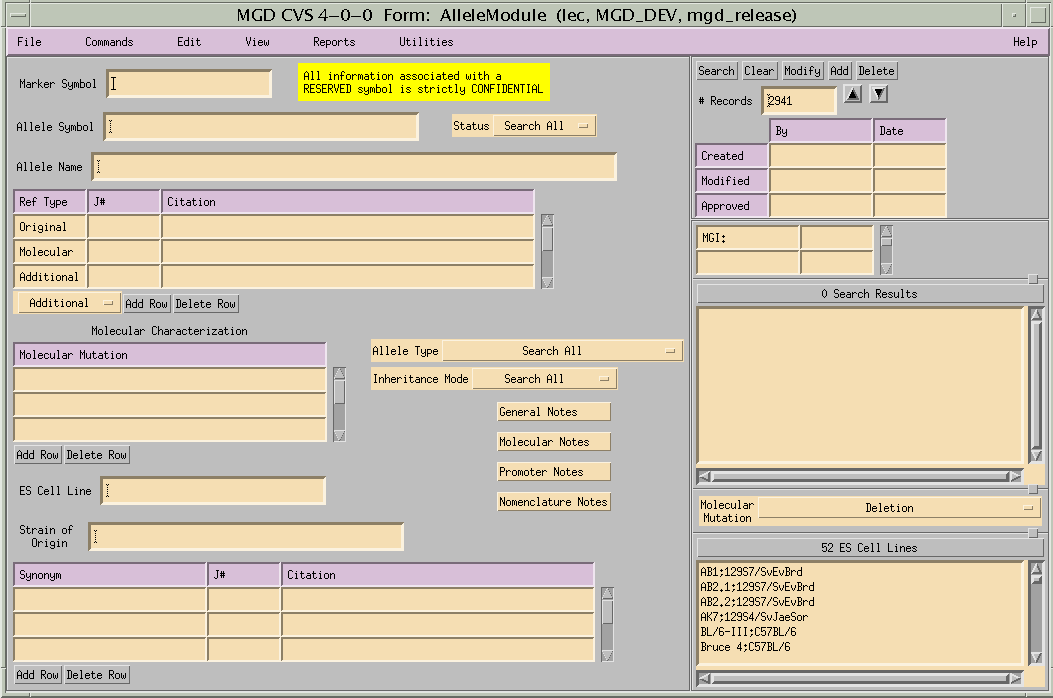 MGD CVS 4-0-0 Form: AlleleModule (lec, MGD_DEV, mgd_release)
File Commands Edit View Reports Utilities Help
Marker Symbol
All information associated with a
RESERVED symbol is strictly CONFIDENTIAL
Allele Symbol
Status Search All
Allele Name
Ref Type J# Citation
Original
Molecular
Additional
Additional Add Row Delete Row
Molecular Characterization
Molecular Mutation
Allele Type Search All
Inheritance Mode Search All
General Notes
Molecular Notes
Promoter Notes
Nomenclature Notes
Add Row Delete Row
ES Cell Line
Strain of
Origin
Synonym J# Citation
Add Row Delete Row
Search Clear Modify Add Delete
# Records 2941
By Date
Created
Modified
Approved
MGI:
0 Search Results
Molecular
Mutation
Deletion
52 ES Cell Lines
AB1;129S7/SvEvBrd
AB2.1;129S7/SvEvBrd
AB2.2;129S7/SvEvBrd
AK7;129S4/SvJaeSor
BL/6-III;C57BL/6
Bruce 4;C57BL/6